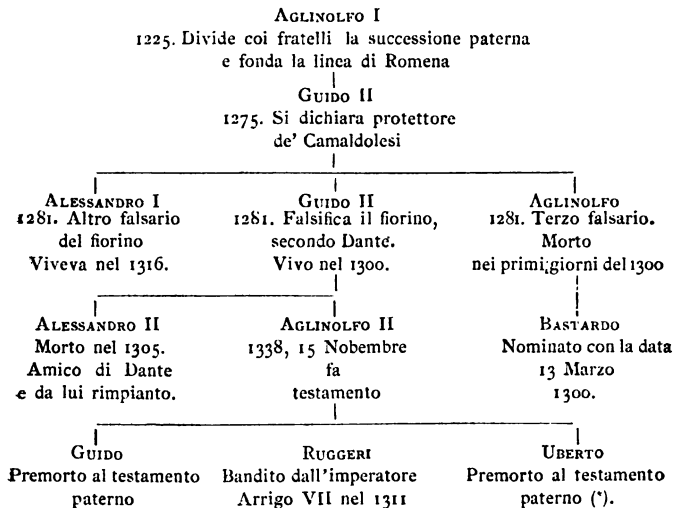 AGLINOLFO I
1225. Divide coi fratelli la successione paterna
e fonda la linea di Romena
GUIDO II
1275. Si dichiara protettore
de' Camaldolesi
ALESSANDRO I
1281. Altro falsario
del fiorino
Viveva nel 1316.
GUIDO II
1281. Falsifica il fiorino,
secondo Dante.
Vivo nel 1300.
AGLINOLFO
1281. Terzo falsario.
Morto
nei primi giorni del 1300
ALESSANDRO II
Morto nel 1305.
Amico di Dante
e da lui rimpianto.
AGLINOLFO II
1338, 15 Nobembre
fa
testamento
BASTARDO
Nominato con la data
13 Marzo
1300.
GUIDO
Premorto al testamento
paterno
RUGGERI
Bandito dall'imperatore
Arrigo VII nel 1311
UBERTO
Premorto al testamento
paterno (*).